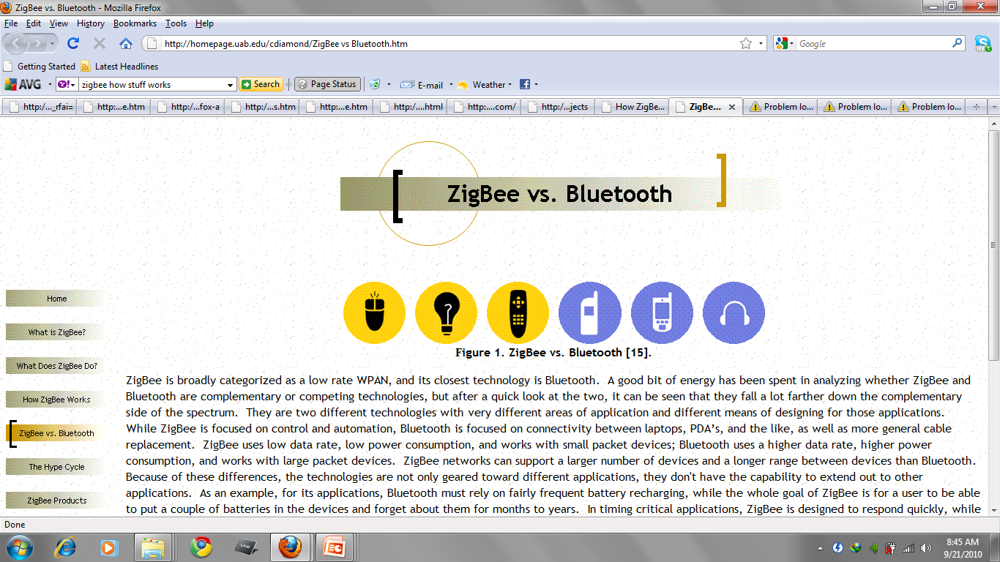 ZigBee vs. Bluetooth - Mozilla Firefox
File Edit View History Bookmarks Tools Help
http://homepage.uab.edu/cdiamond/ZigBee vs Bluetooth.htm
Google
Getting Started Latest Headlines
AVG Y! zigbee how stuff works Search Page Status E-mail Weather
http:/..._rfai= http:...e.htm http:/...fox-a http:/...s.htm http:...e.htm http:/....html http:....com/ http:/...jects How ZigBe... ZigBe... Problem lo... Problem lo... Problem lo...
ZigBee vs. Bluetooth
Figure 1. ZigBee vs. Bluetooth [15].
Home
What is ZigBee?
What Does ZigBee Do?
How ZigBee Works
ZigBee vs. Bluetooth
The Hype Cycle
ZigBee Products
ZigBee is broadly categorized as a low rate WPAN, and its closest technology is Bluetooth. A good bit of energy has been spent in analyzing whether ZigBee and
Bluetooth are complementary or competing technologies, but after a quick look at the two, it can be seen that they fall a lot farther down the complementary
side of the spectrum. They are two different technologies with very different areas of application and different means of designing for those applications.
While ZigBee is focused on control and automation, Bluetooth is focused on connectivity between laptops, PDA's, and the like, as well as more general cable
replacement. ZigBee uses low data rate, low power consumption, and works with small packet devices; Bluetooth uses a higher data rate, higher power
consumption, and works with large packet devices. ZigBee networks can support a larger number of devices and a longer range between devices than Bluetooth.
Because of these differences, the technologies are not only geared toward different applications, they don't have the capability to extend out to other
applications. As an example, for its applications, Bluetooth must rely on fairly frequent battery recharging, while the whole goal of ZigBee is for a user to be able
to put a couple of batteries in the devices and forget about them for months to years. In timing critical applications, ZigBee is designed to respond quickly, while
Done
8:45 AM
9/21/2010